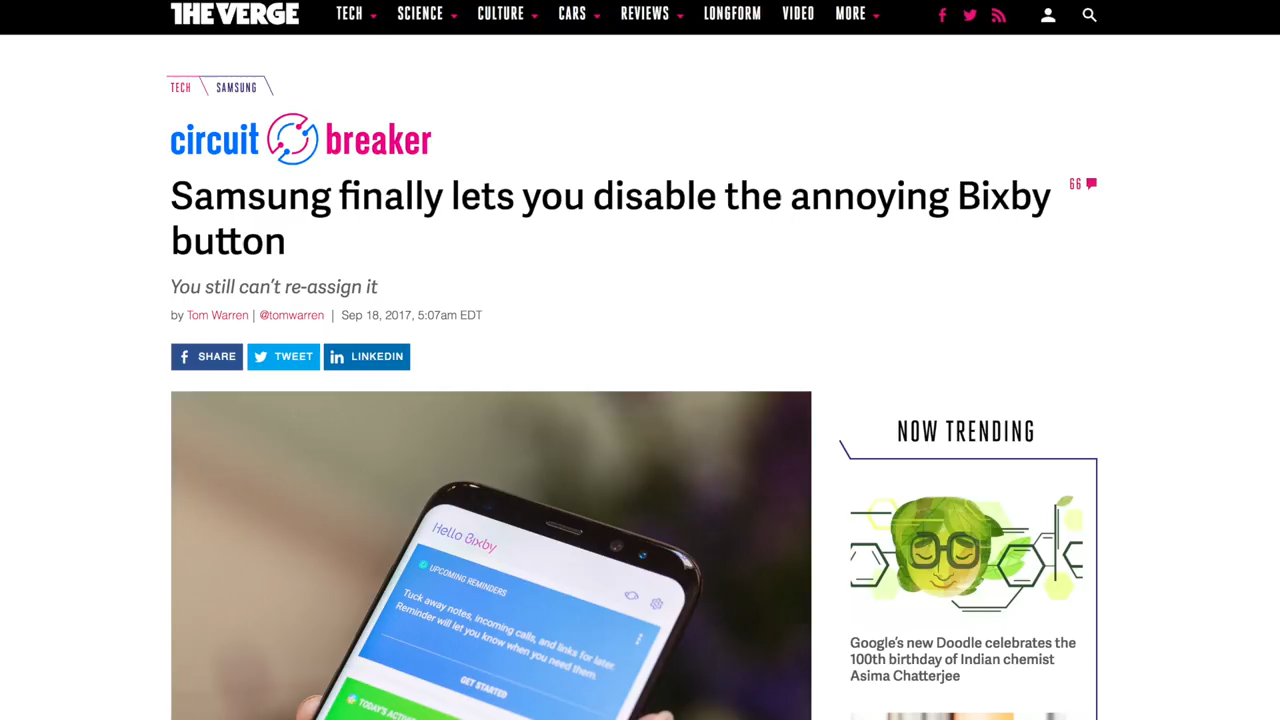 THE VERGE
TECH SCIENCE CULTURE CARS REVIEWS LONGFORM VIDEO MORE
TECH SAMSUNG
circuit breaker
Samsung finally lets you disable the annoying Bixby
button
66
You still can't re-assign it
by Tom Warren | @tomwarren | Sep 18, 2017, 5:07am EDT
SHARE TWEET LINKEDIN
Hello Bixby
UPCOMING REMINDERS
Tuck away notes, incoming calls, and links for later.
Reminder will let you know when you need them.
GET STARTED
NOW TRENDING
Google's new Doodle celebrates the
100th birthday of Indian chemist
Asima Chatterjee